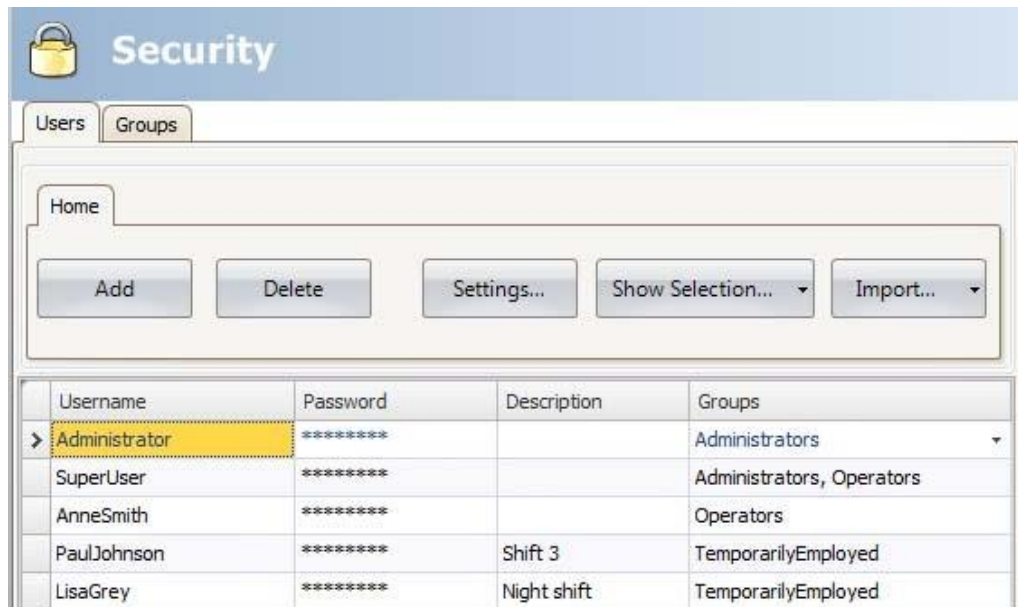 Security
Users Groups
Home
Add Delete Settings... Show Selection... Import...
Username Password Description Groups
Administrator ******** Administrators
SuperUser ******** Administrators, Operators
AnneSmith ******** Operators
PaulJohnson ******** Shift 3 TemporarilyEmployed
LisaGrey ******** Night shift TemporarilyEmployed